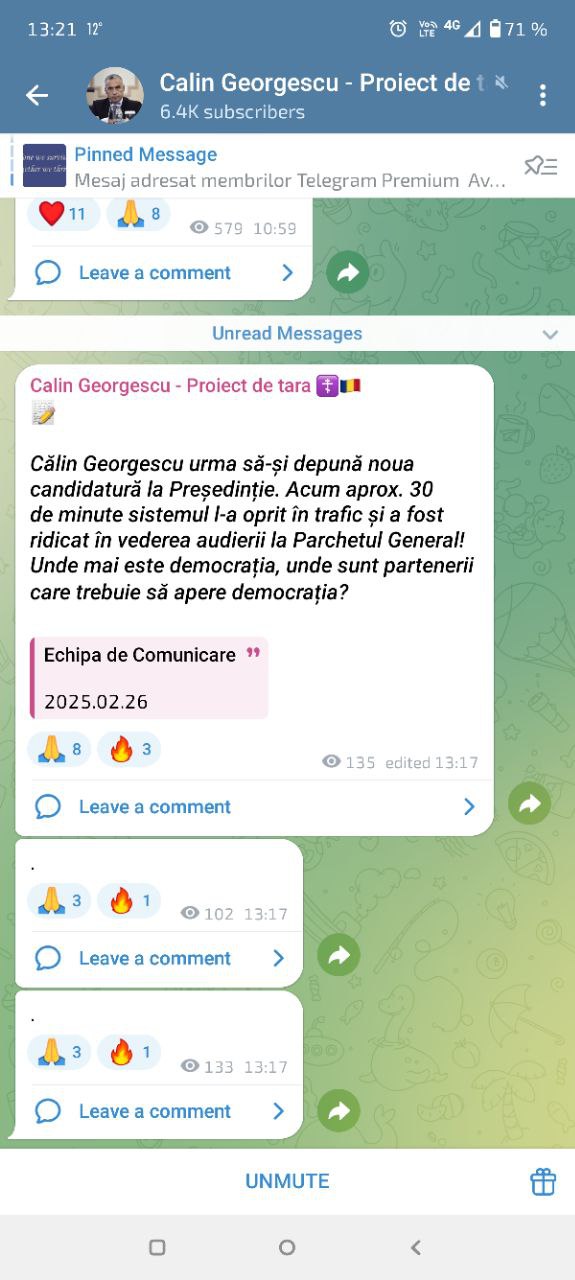 13:21 12°
Vo)) LTE 4G 71 %
Calin Georgescu - Proiect de t
6.4K subscribers
Pinned Message
Mesaj adresat membrilor Telegram Premium Av...
11 8 579 10:59
Leave a comment
Unread Messages
Calin Georgescu - Proiect de tara
Călin Georgescu urma să-și depună noua
candidatură la Președinție. Acum aprox. 30
de minute sistemul l-a oprit în trafic și a fost
ridicat în vederea audierii la Parchetul General!
Unde mai este democrația, unde sunt partenerii
care trebuie să apere democrația?
Echipa de Comunicare
2025.02.26
8 3 135 edited 13:17
Leave a comment
.
3 1 102 13:17
Leave a comment
.
3 1 133 13:17
Leave a comment
UNMUTE